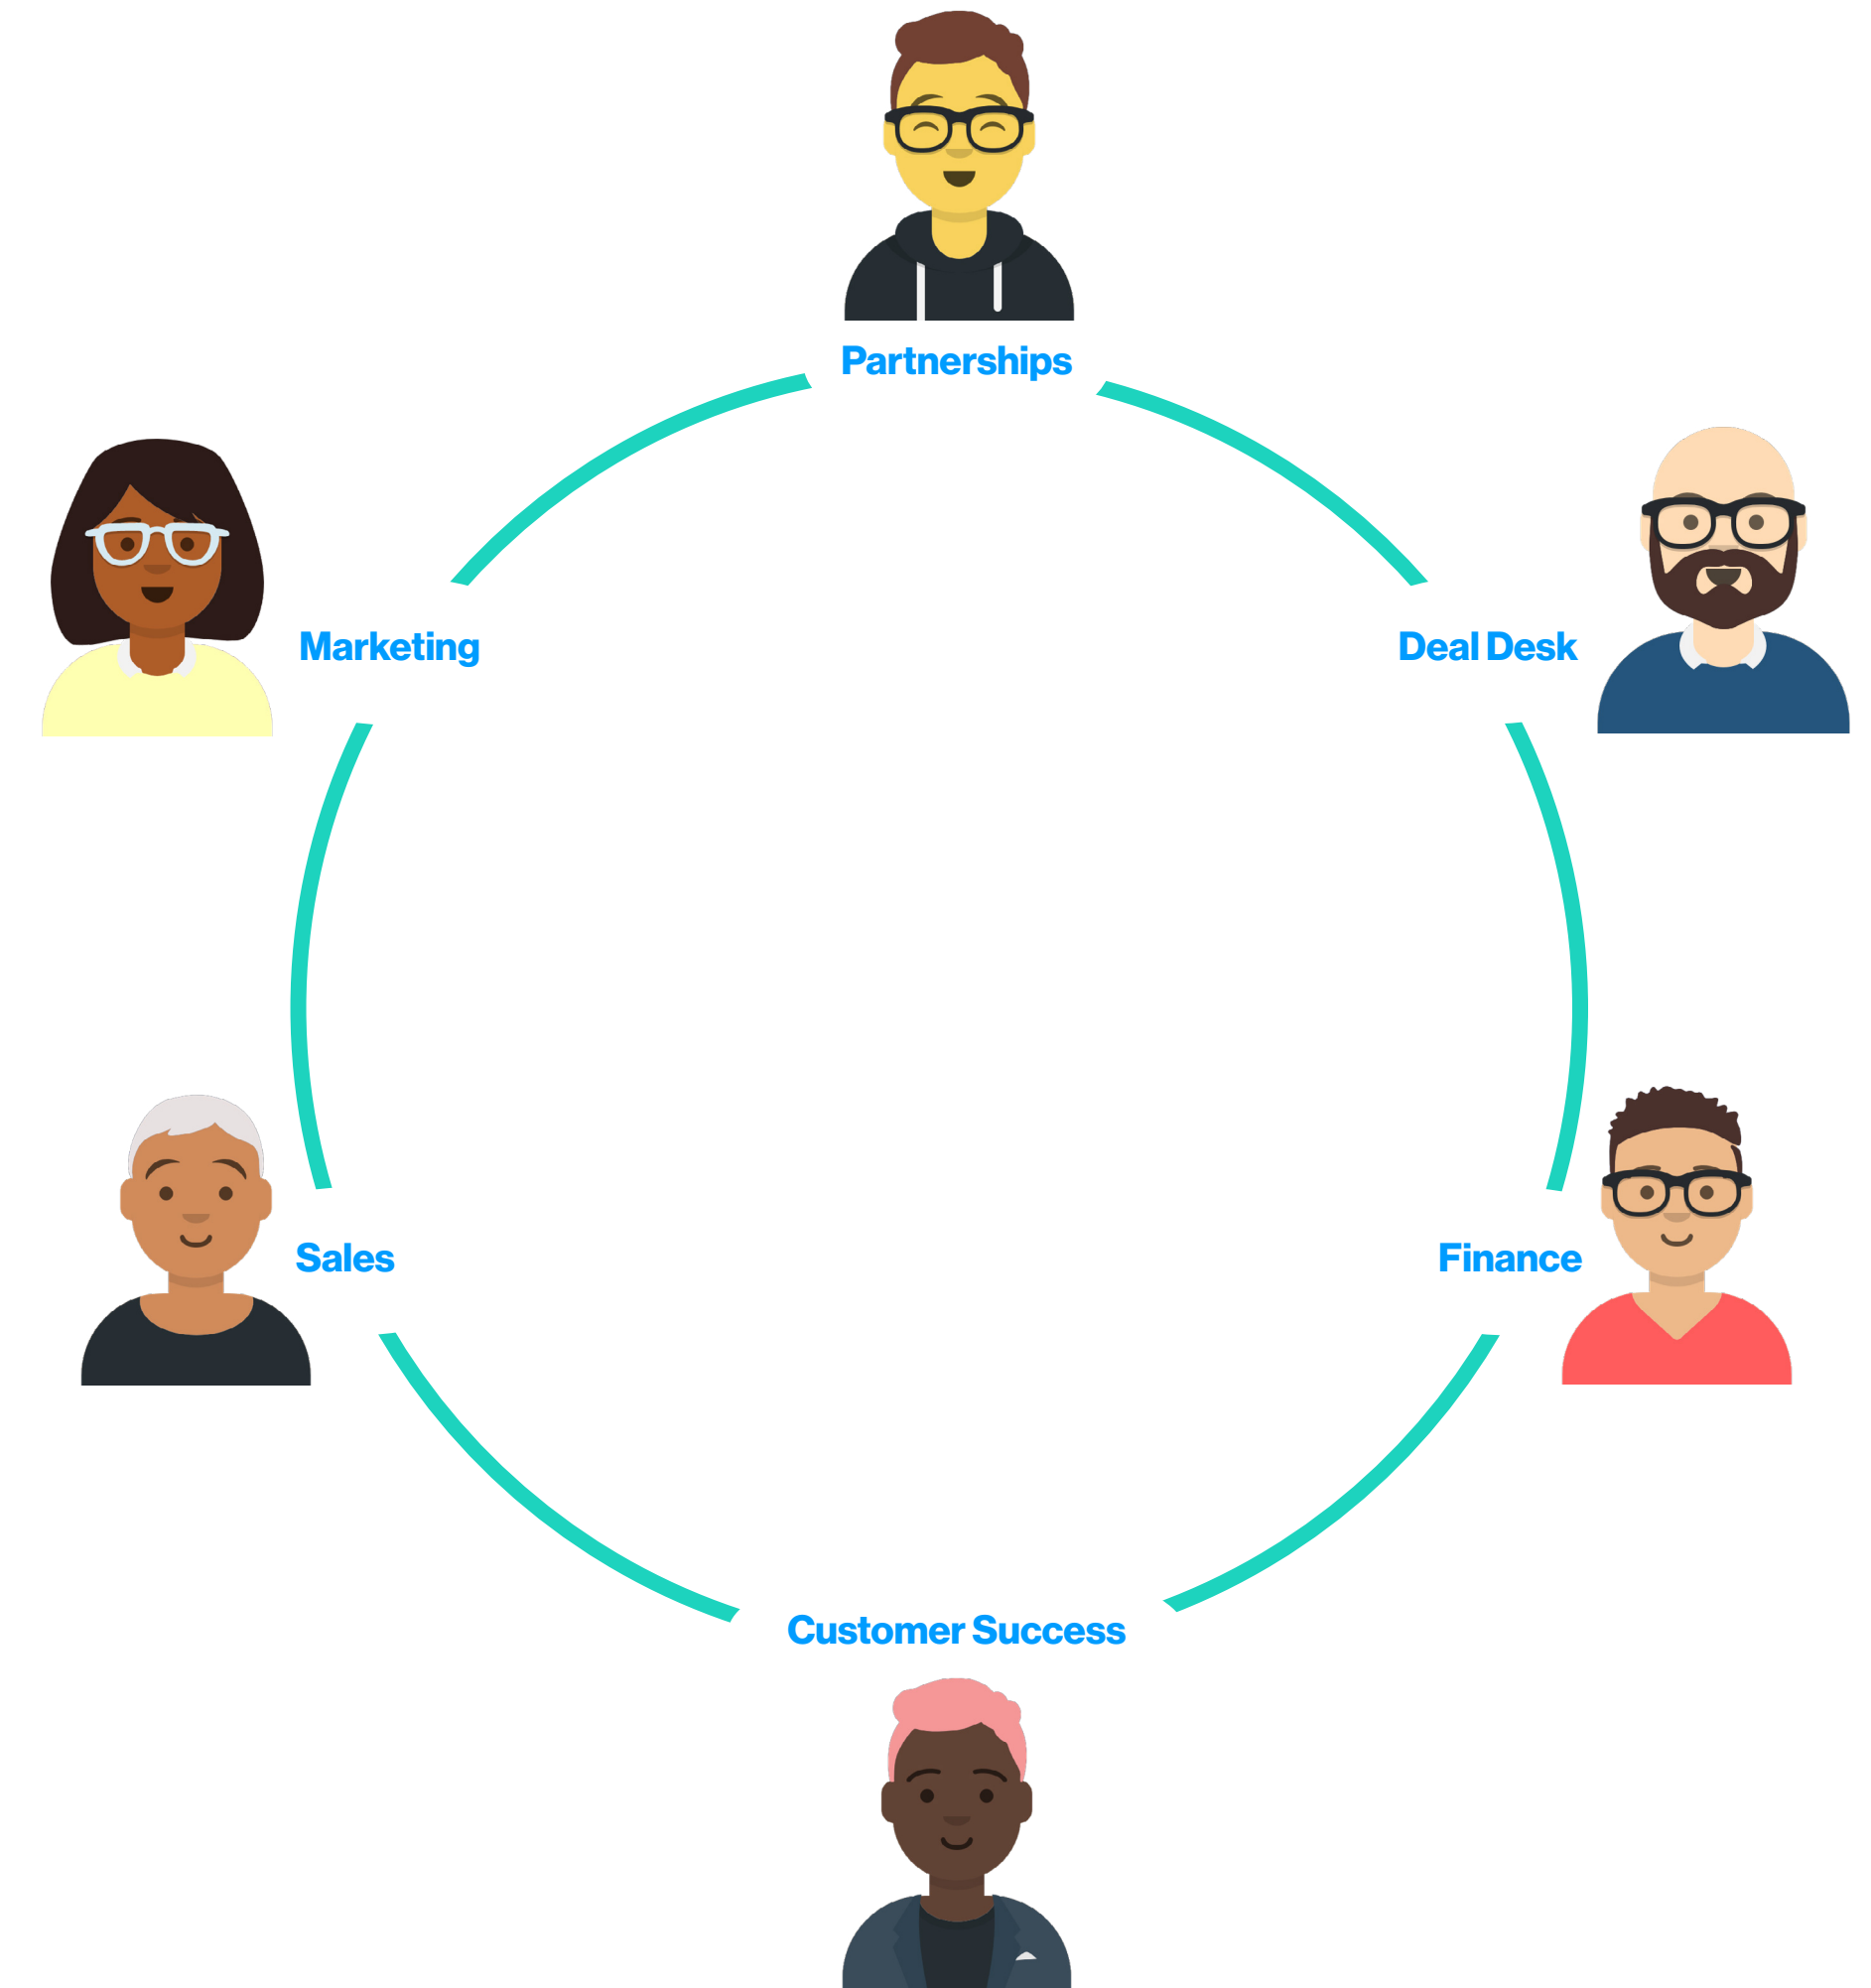 Partnerships
Marketing
Deal Desk
Sales
Finance
Customer Success